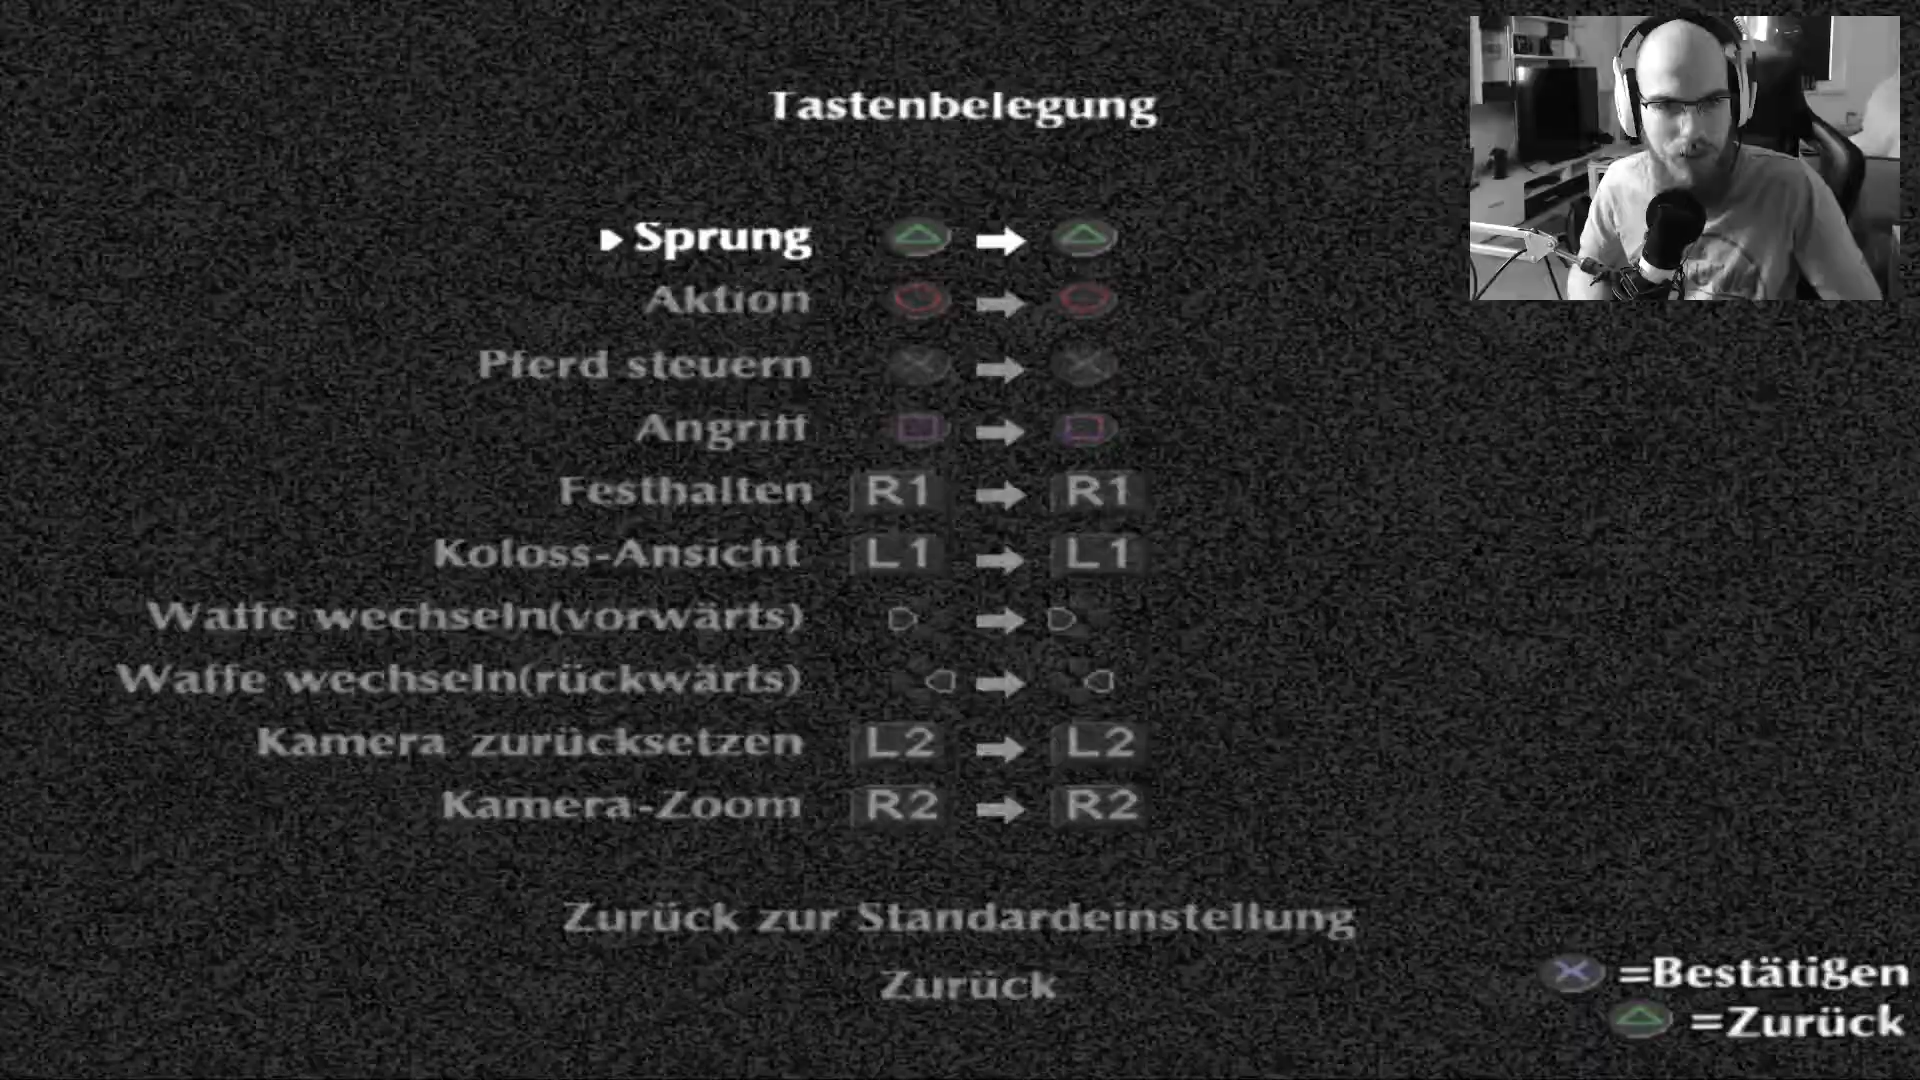 Tastenbelegung
Sprung
Aktion
Pferd steuern
Angriff
Festhalten R1 R1
Koloss-Ansicht L1 L1
Waffe wechseln(vorwärts)
Waffe wechseln(rückwärts)
Kamera zurücksetzen L2 L2
Kamera-Zoom R2 R2
Zurück zur Standardeinstellung
Zurück
=Bestätigen
=Zurück